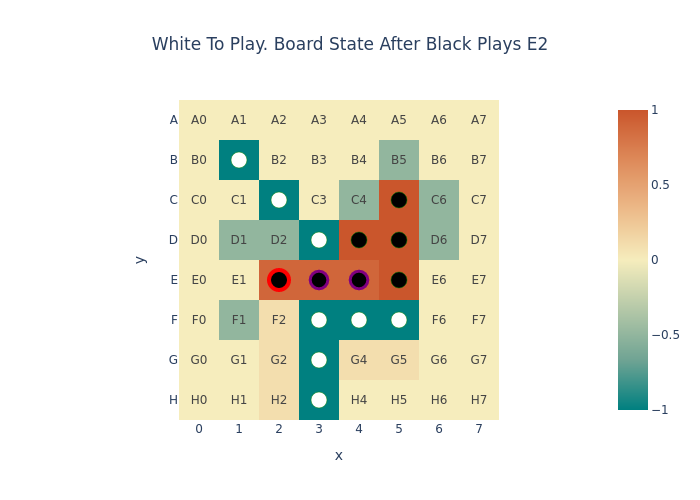 White To Play. Board State After Black Plays E2
A A0 A1 A2 A3 A4 A5 A6 A7
B B0 B2 B3 B4 B5 B6 B7
C C0 C1 C3 C4 C6 C7
D D0 D1 D2 D6 D7
E E0 E1 E6 E7
F F0 F1 F2 F6 F7
G G0 G1 G2 G4 G5 G6 G7
H H0 H1 H2 H4 H5 H6 H7
0 1 2 3 4 5 6 7
x
y
1
0.5
0
−0.5
−1